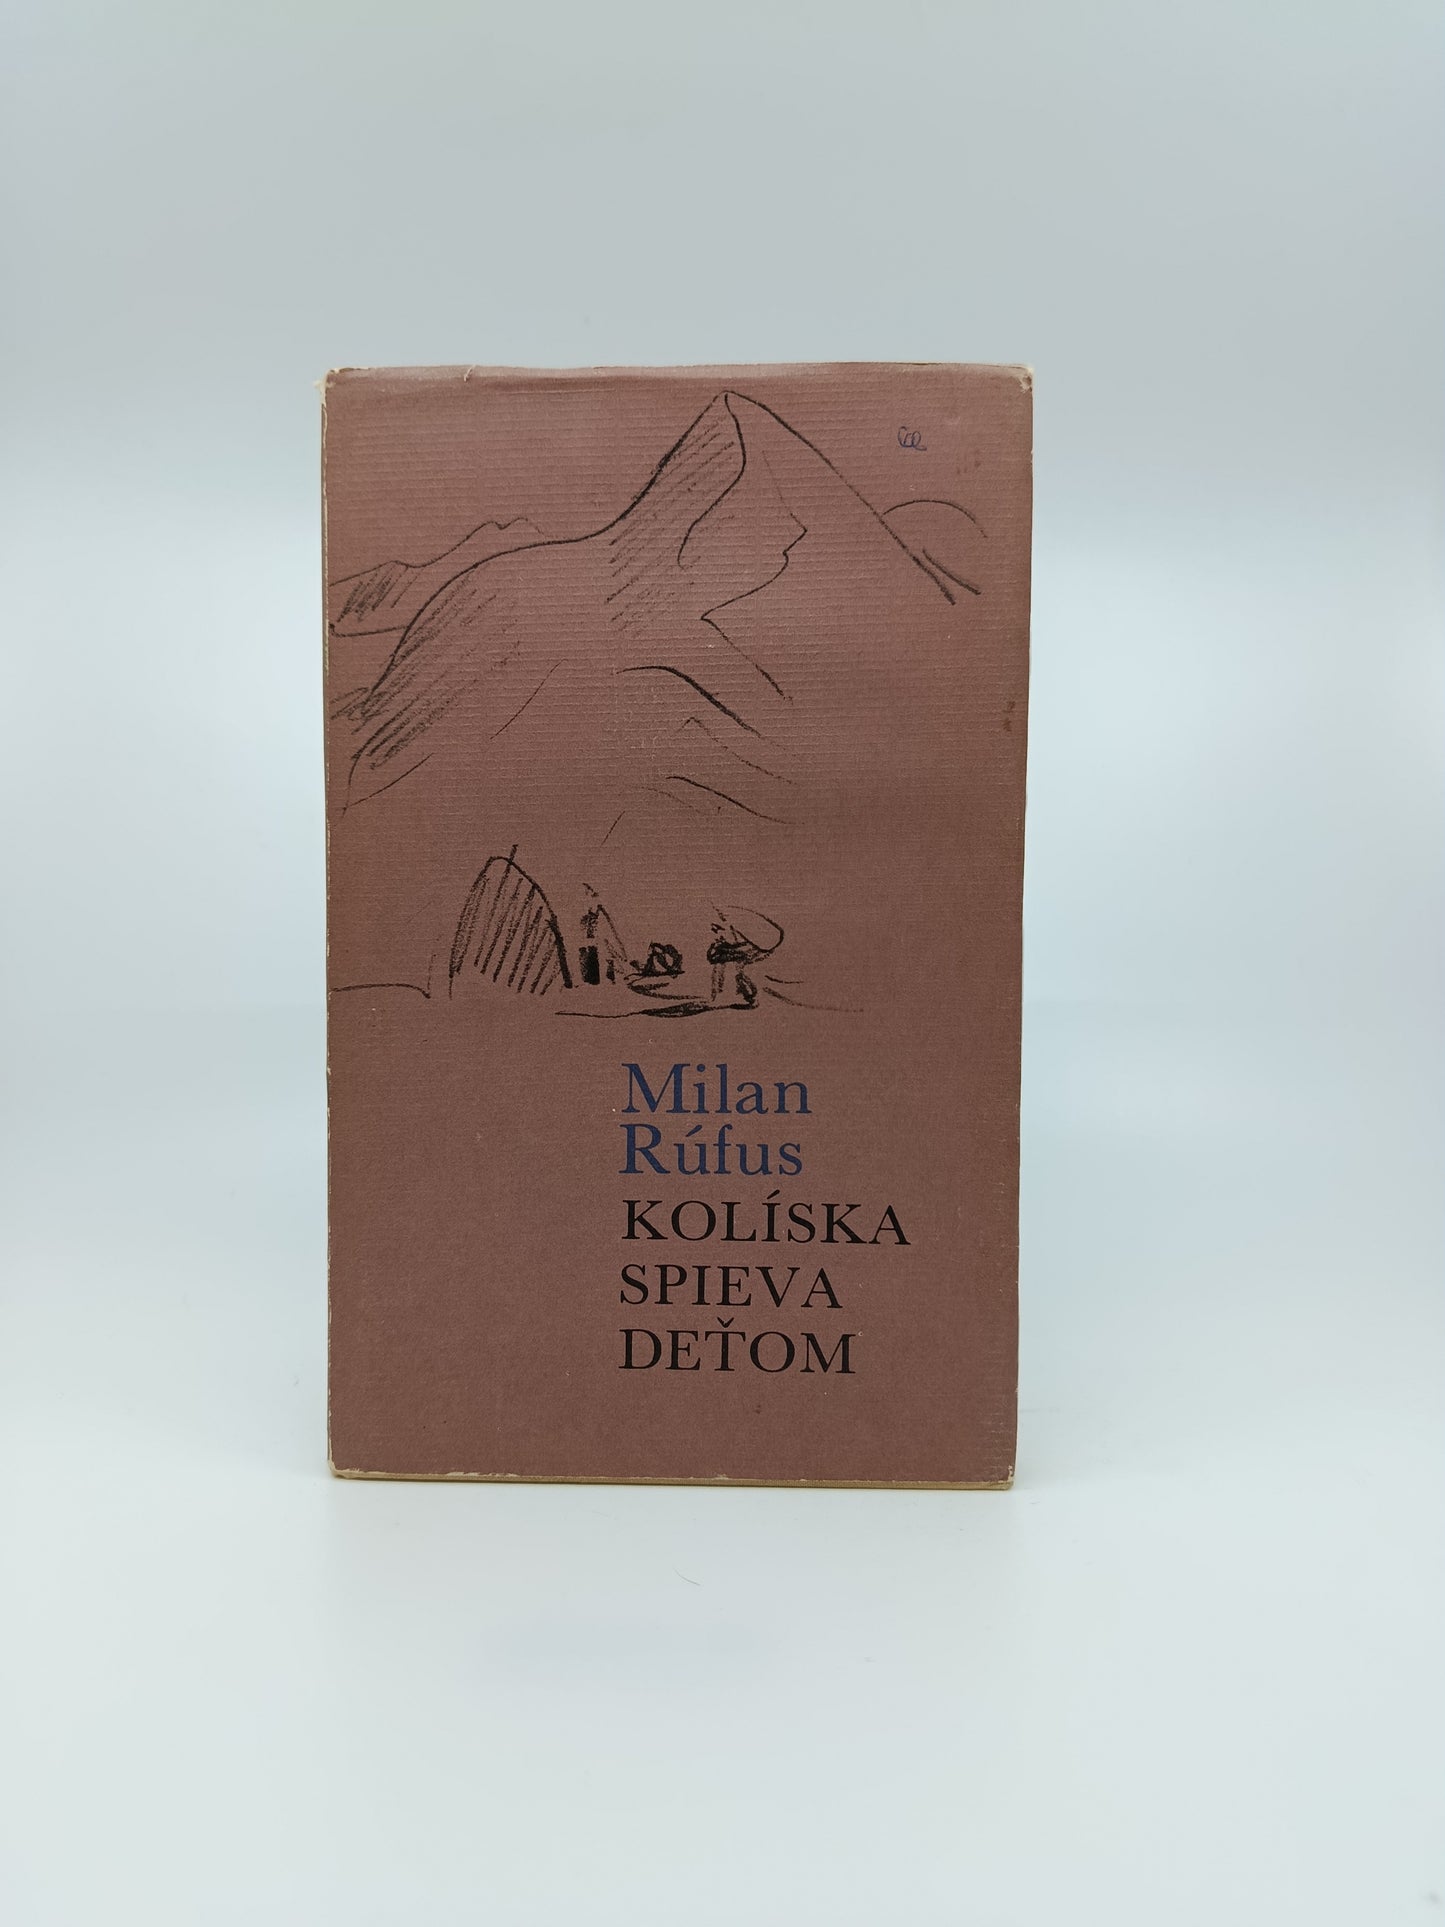 Milan
Rúfus
KOLÍSKA
SPIEVA
DEŤOM